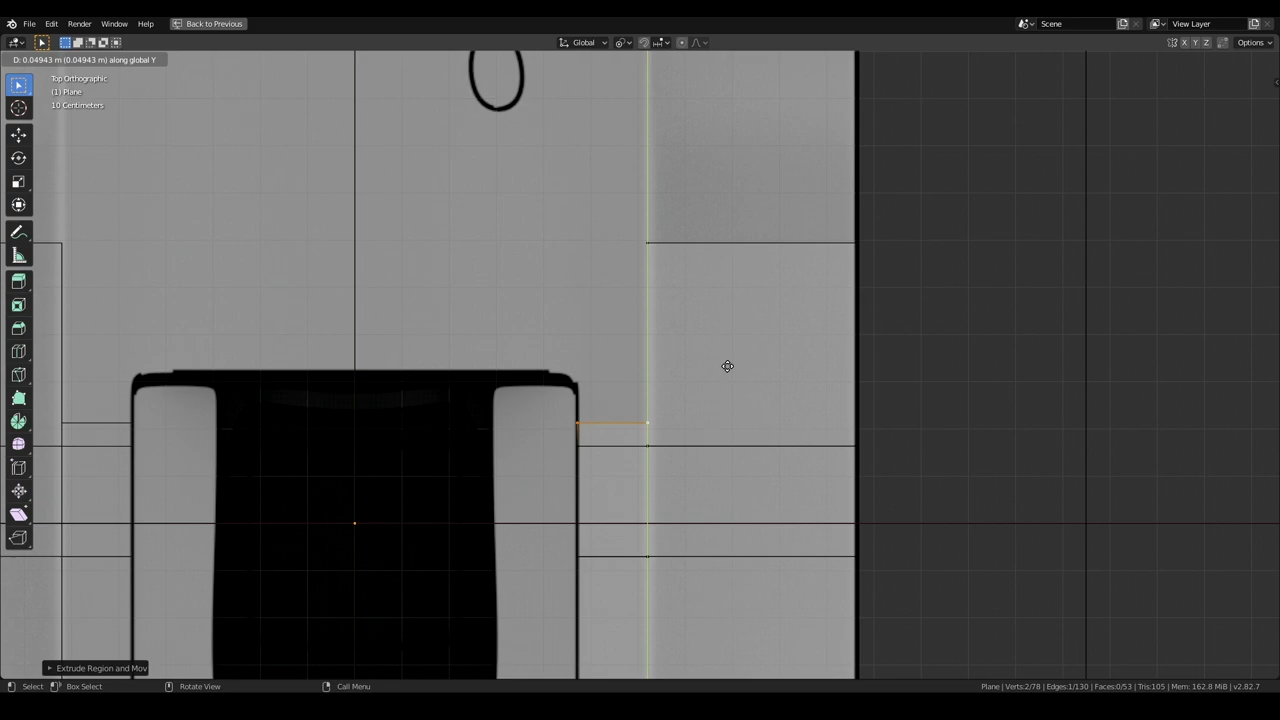 File Edit Render Window Help Back to Previous Scene View Layer
Global X Y Z Options
D: 0.04943 m (0.04943 m) along global Y
Top Orthographic
(1) Plane
10 Centimeters
Extrude Region and Mov
Select Box Select Rotate View Call Menu Plane | Verts:2/78 | Edges:1/130 | Faces:0/53 | Tris:105 | Mem: 162.8 MiB | v2.82.7